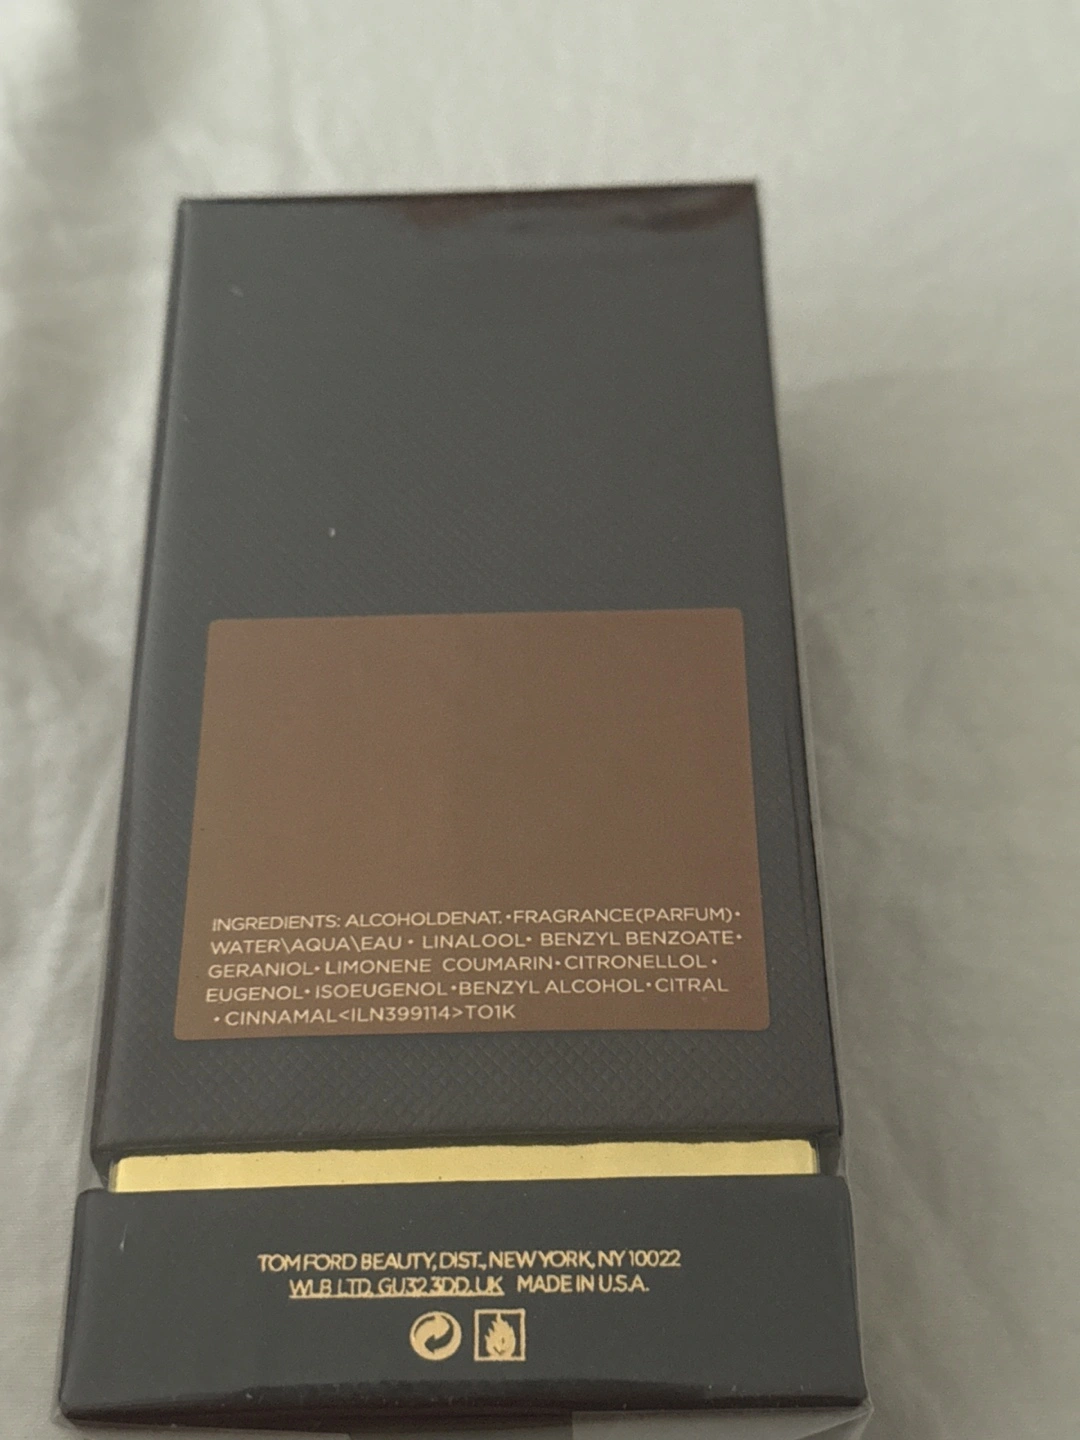 INGREDIENTS: ALCOHOLDENAT. •FRAGRANCE(PARFUM)•
WATER\AQUA\EAU • LINALOOL• BENZYL BENZOATE•
GERANIOL• LIMONENE COUMARIN• CITRONELLOL •
EUGENOL• ISOEUGENOL •BENZYL ALCOHOL• CITRAL
• CINNAMAL<ILN399114>TO1K
TOM FORD BEAUTY, DIST., NEW YORK, NY 10022
WLB LTD. GU32 3DD. UK MADE IN U.S.A.